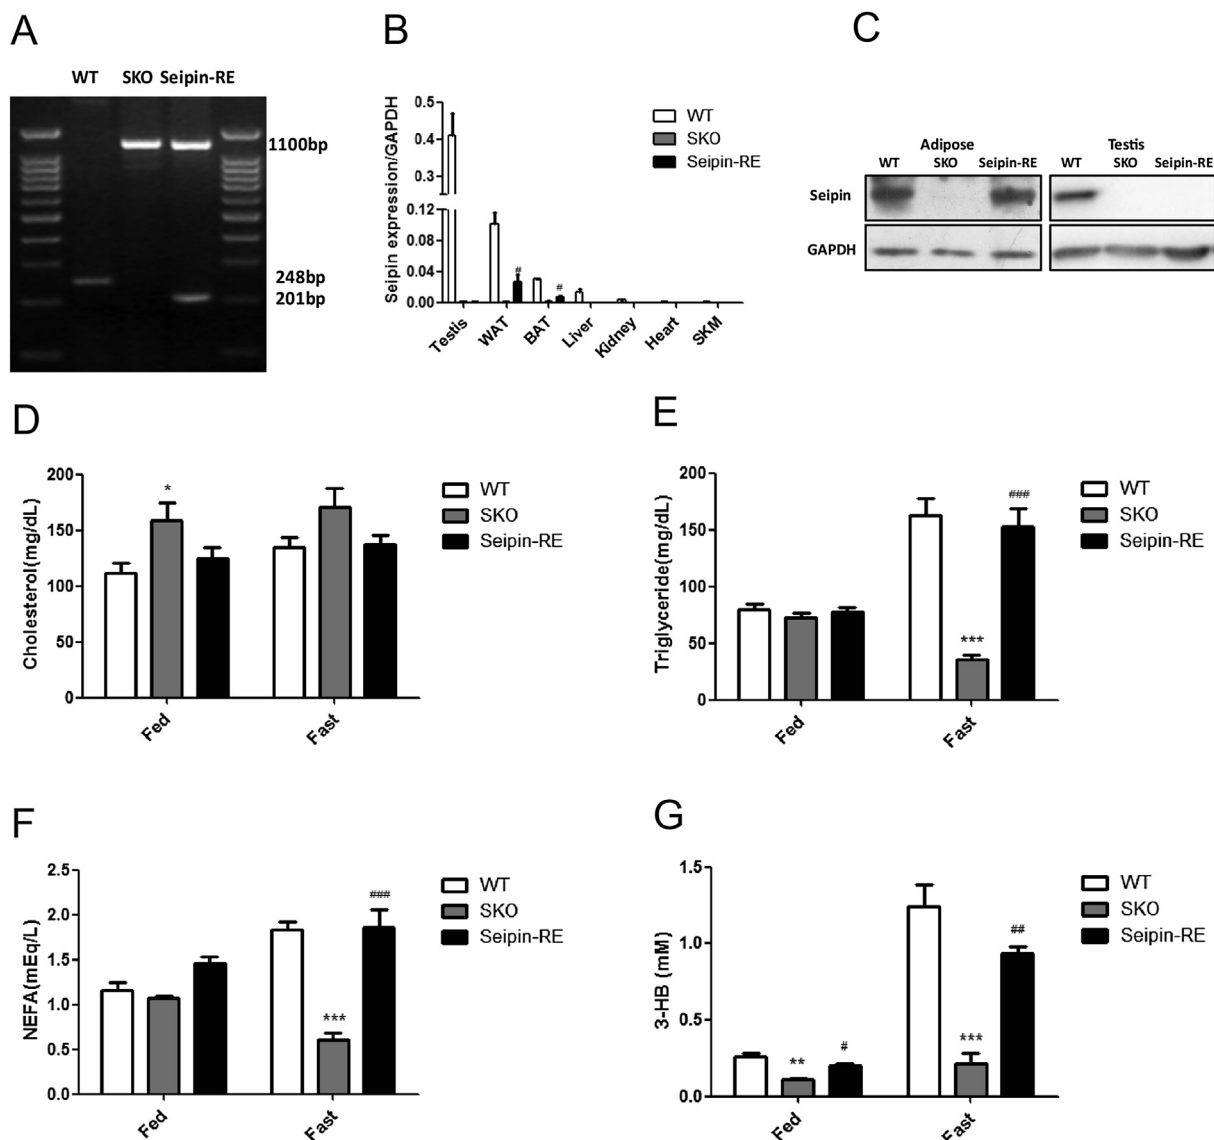 A
WT SKO Seipin-RE
1100bp
248bp
201bp
B
Seipin expression/GAPDH
0.5
0.4
0.3
0.12
0.08
0.04
0.00
# #
Testis WAT BAT Liver Kidney Heart SKM
WT
SKO
Seipin-RE
C
Adipose Testis
WT SKO Seipin-RE WT SKO Seipin-RE
Seipin
GAPDH
D
Cholesterol(mg/dL)
200
150
100
50
0
*
Fed Fast
WT
SKO
Seipin-RE
E
Triglyceride(mg/dL)
200
150
100
50
0
***
###
Fed Fast
WT
SKO
Seipin-RE
F
NEFA(mEq/L)
2.5
2.0
1.5
1.0
0.5
0.0
***
###
Fed Fast
WT
SKO
Seipin-RE
G
3-HB (mM)
1.5
1.0
0.5
0.0
**
#
***
##
Fed Fast
WT
SKO
Seipin-RE